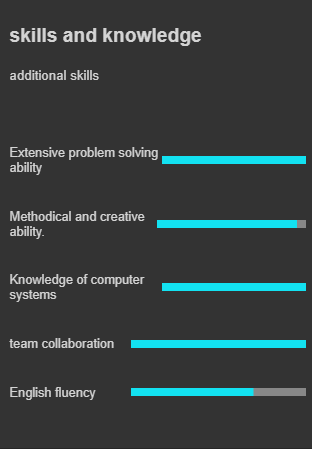 skills and knowledge
additional skills
Extensive problem solving
ability
Methodical and creative
ability.
Knowledge of computer
systems
team collaboration
English fluency